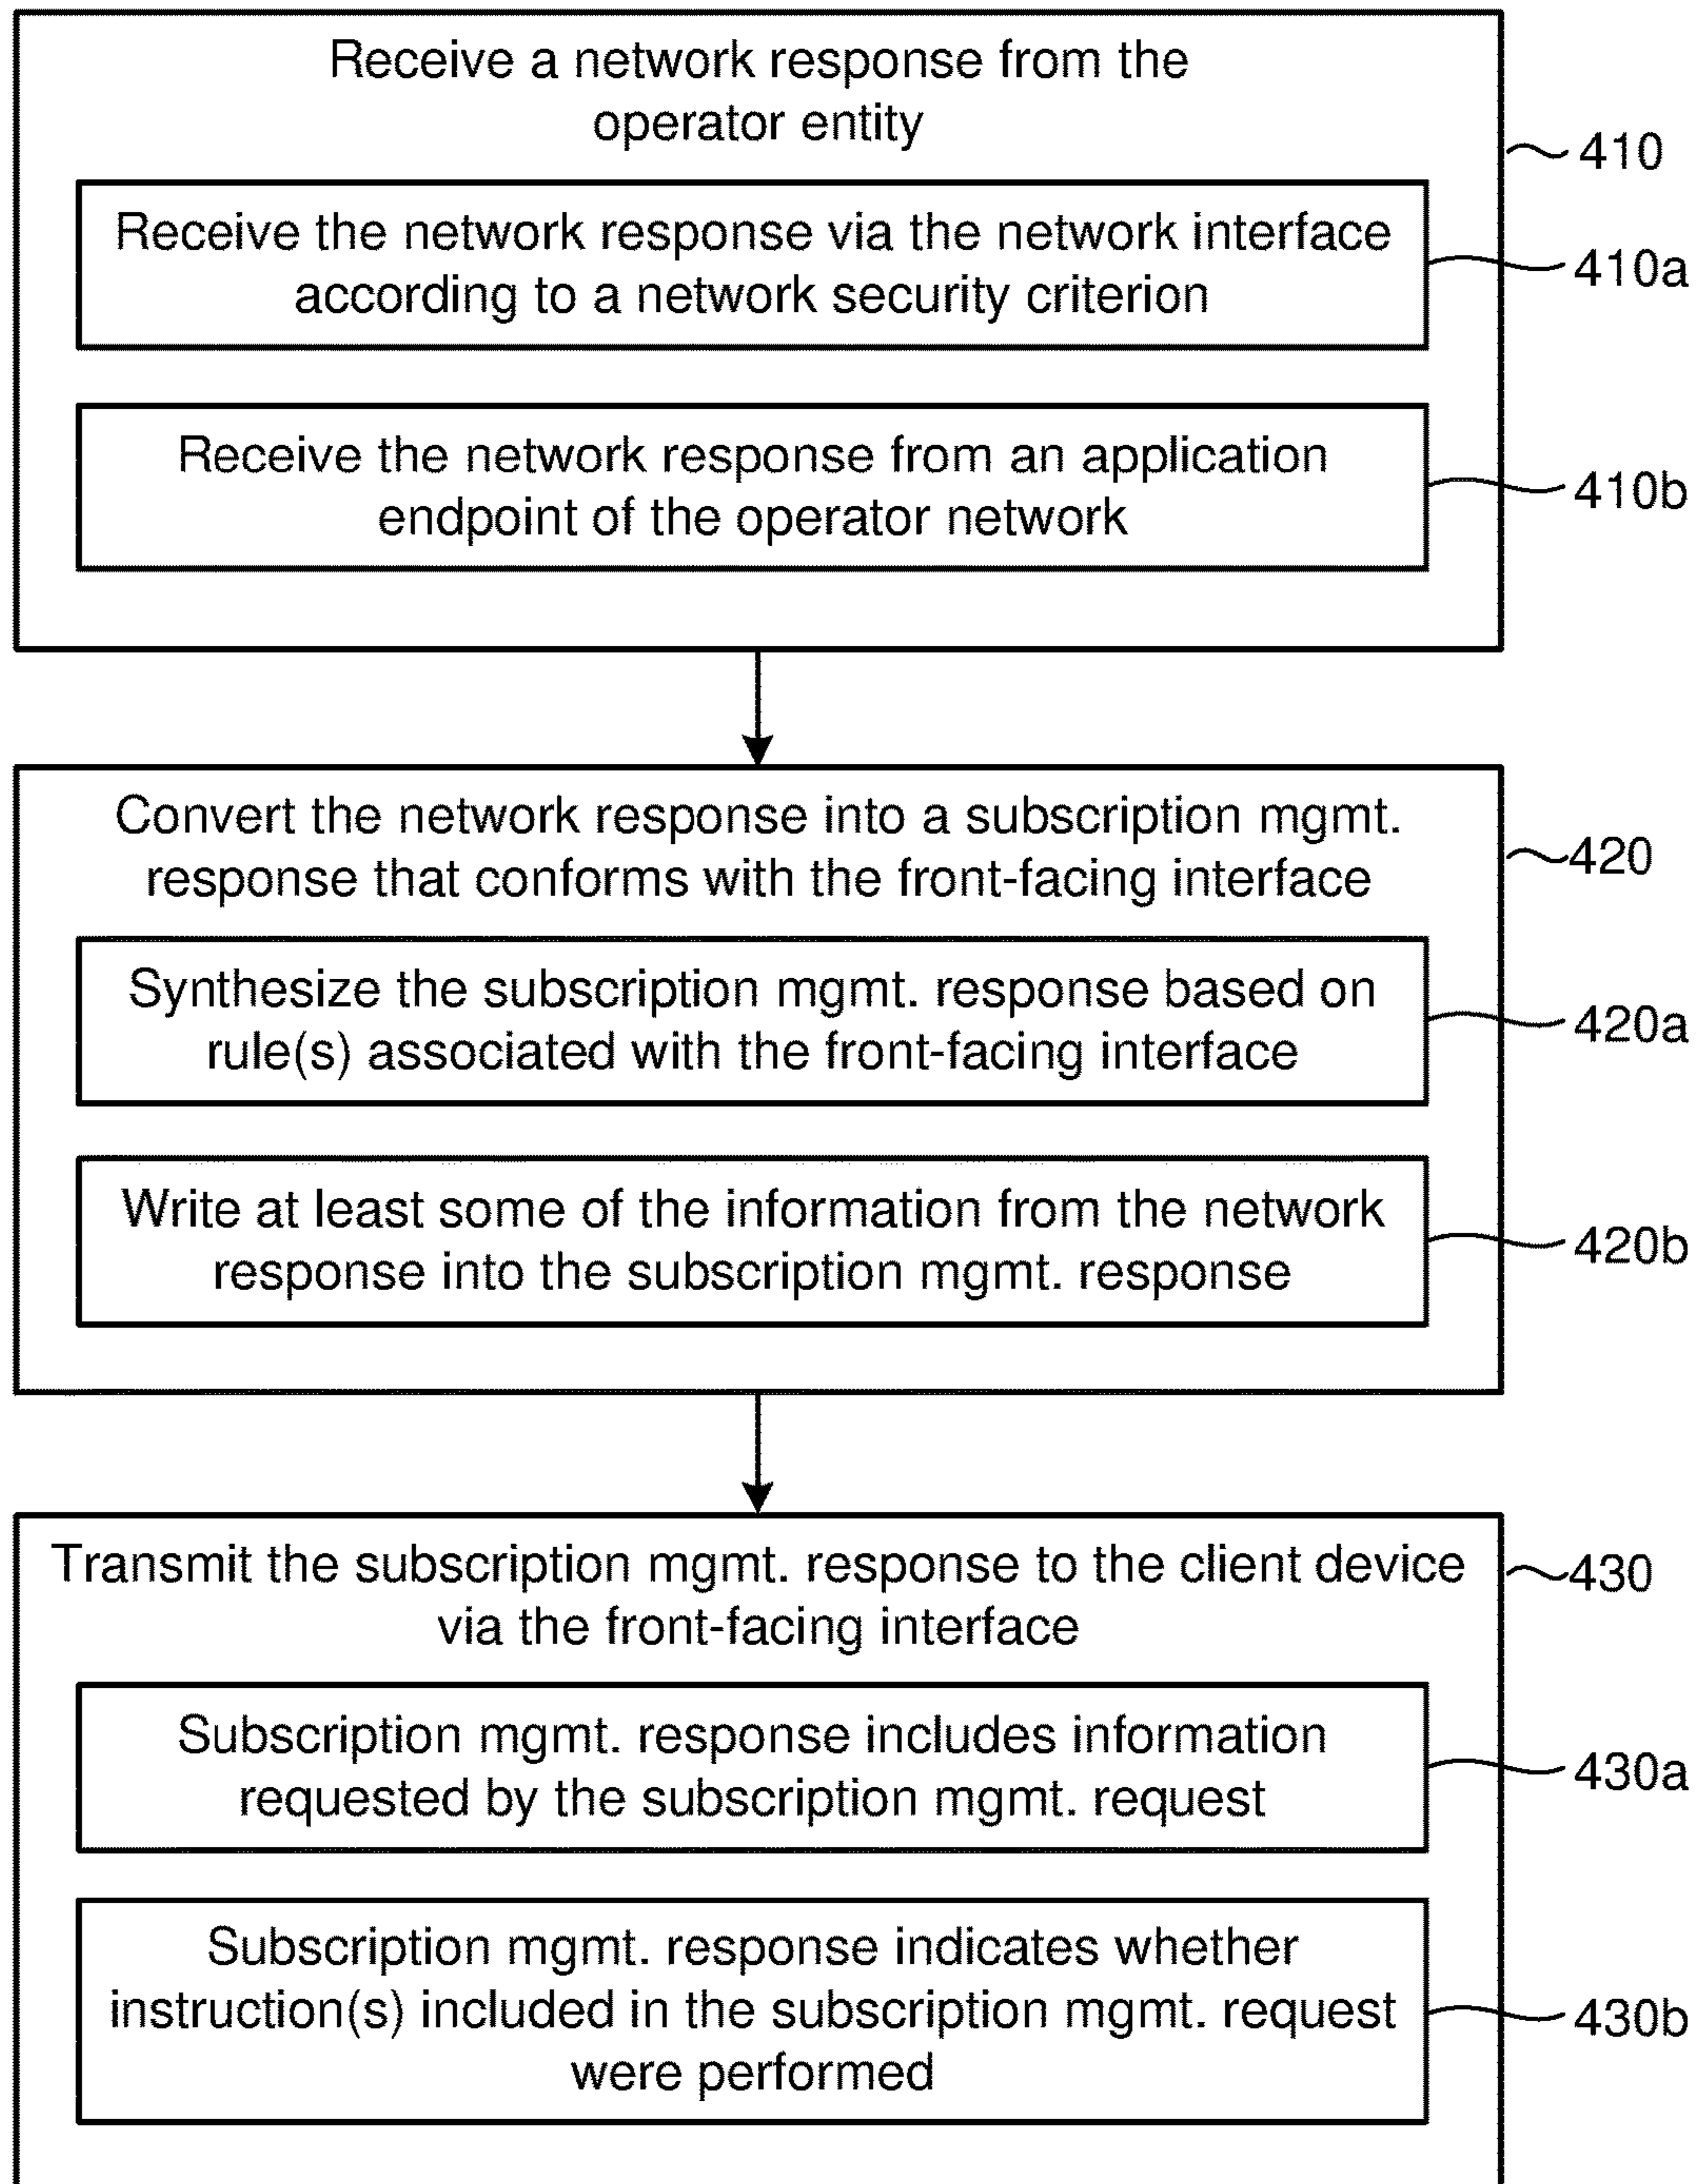 Receive a network response from the
operator entity
410
Receive the network response via the network interface
according to a network security criterion
410a
Receive the network response from an application
endpoint of the operator network
410b
Convert the network response into a subscription mgmt.
response that conforms with the front-facing interface
420
Synthesize the subscription mgmt. response based on
rule(s) associated with the front-facing interface
420a
Write at least some of the information from the network
response into the subscription mgmt. response
420b
Transmit the subscription mgmt. response to the client device
via the front-facing interface
430
Subscription mgmt. response includes information
requested by the subscription mgmt. request
430a
Subscription mgmt. response indicates whether
instruction(s) included in the subscription mgmt. request
were performed
430b